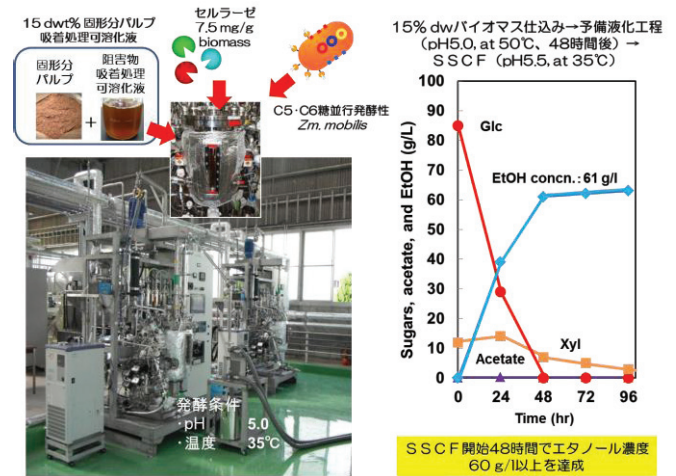 15 dwt% 固形分パルプ
吸着処理可溶化液
固形分
パルプ
+
阻害物
吸着処理
可溶化液
セルラーゼ
7.5 mg/g
biomass
C5・C6糖並行発酵性
Zm. mobilis
発酵条件
・pH 5.0
・温度 35℃
15% dwバイオマス仕込み→予備液化工程
(pH5.0, at 50℃、48時間後) →
SSCF (pH5.5, at 35℃)
Sugars, acetate, and EtOH (g/L)
100
90
80
70
60
50
40
30
20
10
0
Glc
EtOH concn.: 61 g/l
Xyl
Acetate
0 24 48 72 96
Time (hr)
SSCF開始48時間でエタノール濃度
60 g/l以上を達成